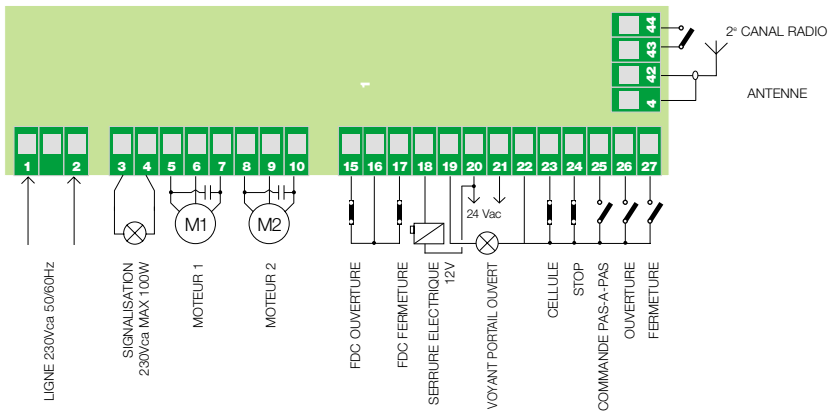 44
43
42
4
2° CANAL RADIO
ANTENNE
1
1
2
3
4
5
6
7
8
9
10
15
16
17
18
19
20
21
22
23
24
25
26
27
M1
M2
24 Vac
LIGNE 230Vca 50/60Hz
SIGNALISATION
230Vca MAX 100W
MOTEUR 1
MOTEUR 2
FDC OUVERTURE
FDC FERMETURE
SERRURE ELECTRIQUE
12V
VOYANT PORTAIL OUVERT
CELLULE
STOP
COMMANDE PAS-A-PAS
OUVERTURE
FERMETURE